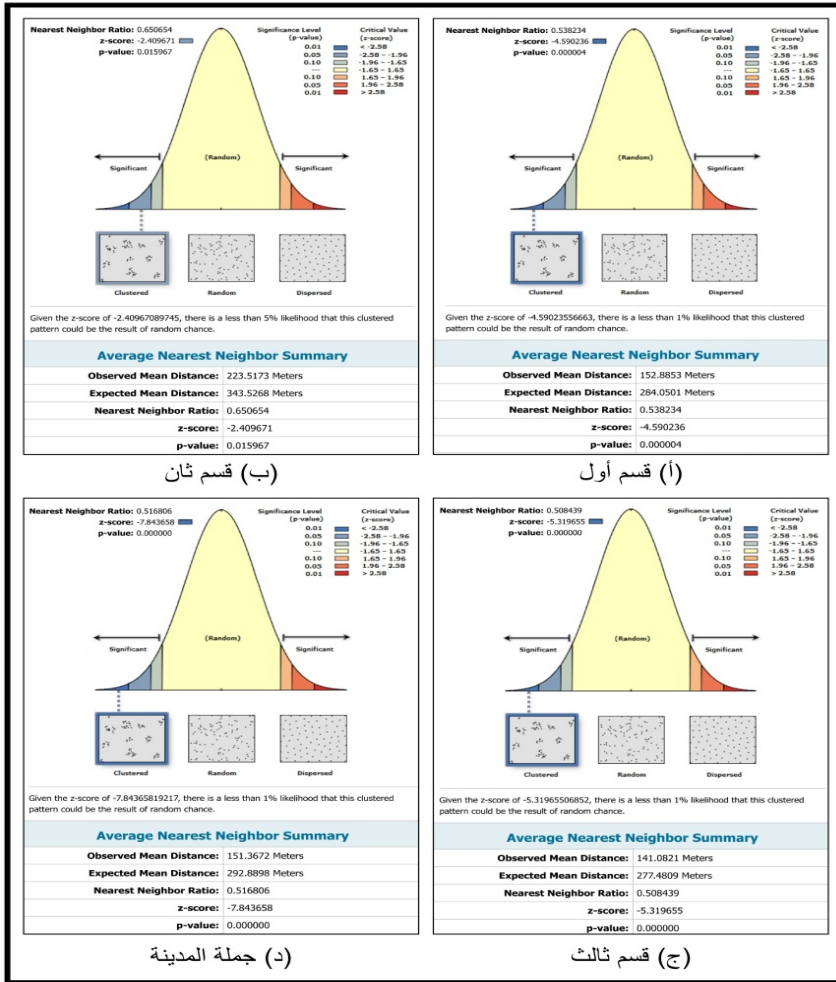 Nearest Neighbor Ratio: 0.538234
z-score: -4.590236
p-value: 0.000004
Significance Level (p-value)
Critical Value (z-score)
0.01 < -2.58
0.05 -2.58 - -1.96
0.10 -1.96 - -1.65
--- -1.65 - 1.65
0.10 1.65 - 1.96
0.05 1.96 - 2.58
0.01 > 2.58
Significant
(Random)
Significant
Clustered
Random
Dispersed
Given the z-score of -4.59023556663, there is a less than 1% likelihood that this clustered
pattern could be the result of random chance.
Average Nearest Neighbor Summary
Observed Mean Distance: 152.8853 Meters
Expected Mean Distance: 284.0501 Meters
Nearest Neighbor Ratio: 0.538234
z-score: -4.590236
p-value: 0.000004
(أ) قسم أول
Nearest Neighbor Ratio: 0.650654
z-score: -2.409671
p-value: 0.015967
Significance Level (p-value)
Critical Value (z-score)
0.01 < -2.58
0.05 -2.58 - -1.96
0.10 -1.96 - -1.65
--- -1.65 - 1.65
0.10 1.65 - 1.96
0.05 1.96 - 2.58
0.01 > 2.58
Significant
(Random)
Significant
Clustered
Random
Dispersed
Given the z-score of -2.40967089745, there is a less than 5% likelihood that this clustered
pattern could be the result of random chance.
Average Nearest Neighbor Summary
Observed Mean Distance: 223.5173 Meters
Expected Mean Distance: 343.5268 Meters
Nearest Neighbor Ratio: 0.650654
z-score: -2.409671
p-value: 0.015967
(ب) قسم ثان
Nearest Neighbor Ratio: 0.508439
z-score: -5.319655
p-value: 0.000000
Significance Level (p-value)
Critical Value (z-score)
0.01 < -2.58
0.05 -2.58 - -1.96
0.10 -1.96 - -1.65
--- -1.65 - 1.65
0.10 1.65 - 1.96
0.05 1.96 - 2.58
0.01 > 2.58
Significant
(Random)
Significant
Clustered
Random
Dispersed
Given the z-score of -5.31965506852, there is a less than 1% likelihood that this clustered
pattern could be the result of random chance.
Average Nearest Neighbor Summary
Observed Mean Distance: 141.0821 Meters
Expected Mean Distance: 277.4809 Meters
Nearest Neighbor Ratio: 0.508439
z-score: -5.319655
p-value: 0.000000
(ج) قسم ثالث
Nearest Neighbor Ratio: 0.516806
z-score: -7.843658
p-value: 0.000000
Significance Level (p-value)
Critical Value (z-score)
0.01 < -2.58
0.05 -2.58 - -1.96
0.10 -1.96 - -1.65
--- -1.65 - 1.65
0.10 1.65 - 1.96
0.05 1.96 - 2.58
0.01 > 2.58
Significant
(Random)
Significant
Clustered
Random
Dispersed
Given the z-score of -7.84365819217, there is a less than 1% likelihood that this clustered
pattern could be the result of random chance.
Average Nearest Neighbor Summary
Observed Mean Distance: 151.3672 Meters
Expected Mean Distance: 292.8898 Meters
Nearest Neighbor Ratio: 0.516806
z-score: -7.843658
p-value: 0.000000
(د) جملة المدينة